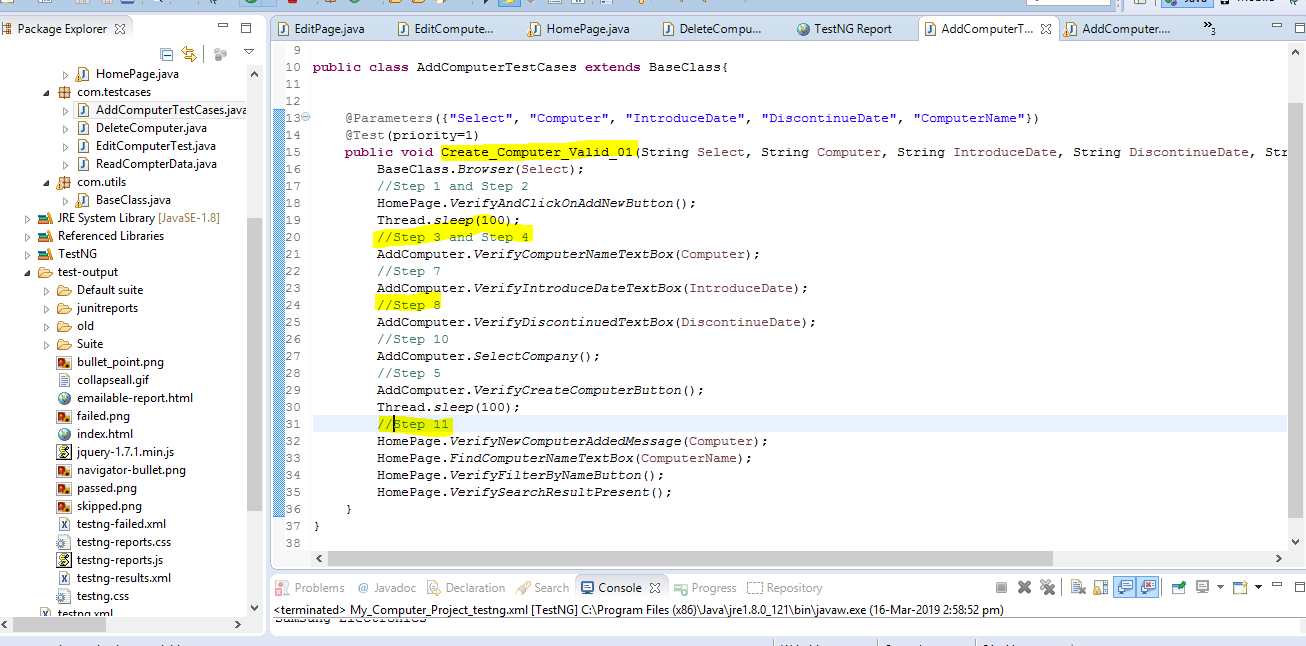 Package Explorer
HomePage.java
com.testcases
AddComputerTestCases.java
DeleteComputer.java
EditComputerTest.java
ReadCompterData.java
com.utils
BaseClass.java
JRE System Library [JavaSE-1.8]
Referenced Libraries
TestNG
test-output
Default suite
junitreports
old
Suite
bullet_point.png
collapseall.gif
emailable-report.html
failed.png
index.html
jquery-1.7.1.min.js
navigator-bullet.png
passed.png
skipped.png
testng-failed.xml
testng-reports.css
testng-reports.js
testng-results.xml
testng.css
testng.xml
EditPage.java EditCompute... HomePage.java DeleteCompu... TestNG Report AddComputerT... AddComputer.... »3
9
10 public class AddComputerTestCases extends BaseClass{
11
12
13 @Parameters({"Select", "Computer", "IntroduceDate", "DiscontinueDate", "ComputerName"})
14 @Test(priority=1)
15 public void Create_Computer_Valid_01(String Select, String Computer, String IntroduceDate, String DiscontinueDate, Str
16 BaseClass.Browser(Select);
17 //Step 1 and Step 2
18 HomePage.VerifyAndClickOnAddNewButton();
19 Thread.sleep(100);
20 //Step 3 and Step 4
21 AddComputer.VerifyComputerNameTextBox(Computer);
22 //Step 7
23 AddComputer.VerifyIntroduceDateTextBox(IntroduceDate);
24 //Step 8
25 AddComputer.VerifyDiscontinuedTextBox(DiscontinueDate);
26 //Step 10
27 AddComputer.SelectCompany();
28 //Step 5
29 AddComputer.VerifyCreateComputerButton();
30 Thread.sleep(100);
31 //Step 11
32 HomePage.VerifyNewComputerAddedMessage(Computer);
33 HomePage.FindComputerNameTextBox(ComputerName);
34 HomePage.VerifyFilterByNameButton();
35 HomePage.VerifySearchResultPresent();
36 }
37 }
38
Problems @ Javadoc Declaration Search Console Progress Repository
<terminated> My_Computer_Project_testng.xml [TestNG] C:\Program Files (x86)\Java\jre1.8.0_121\bin\javaw.exe (16-Mar-2019 2:58:52 pm)
Samsung Electronics